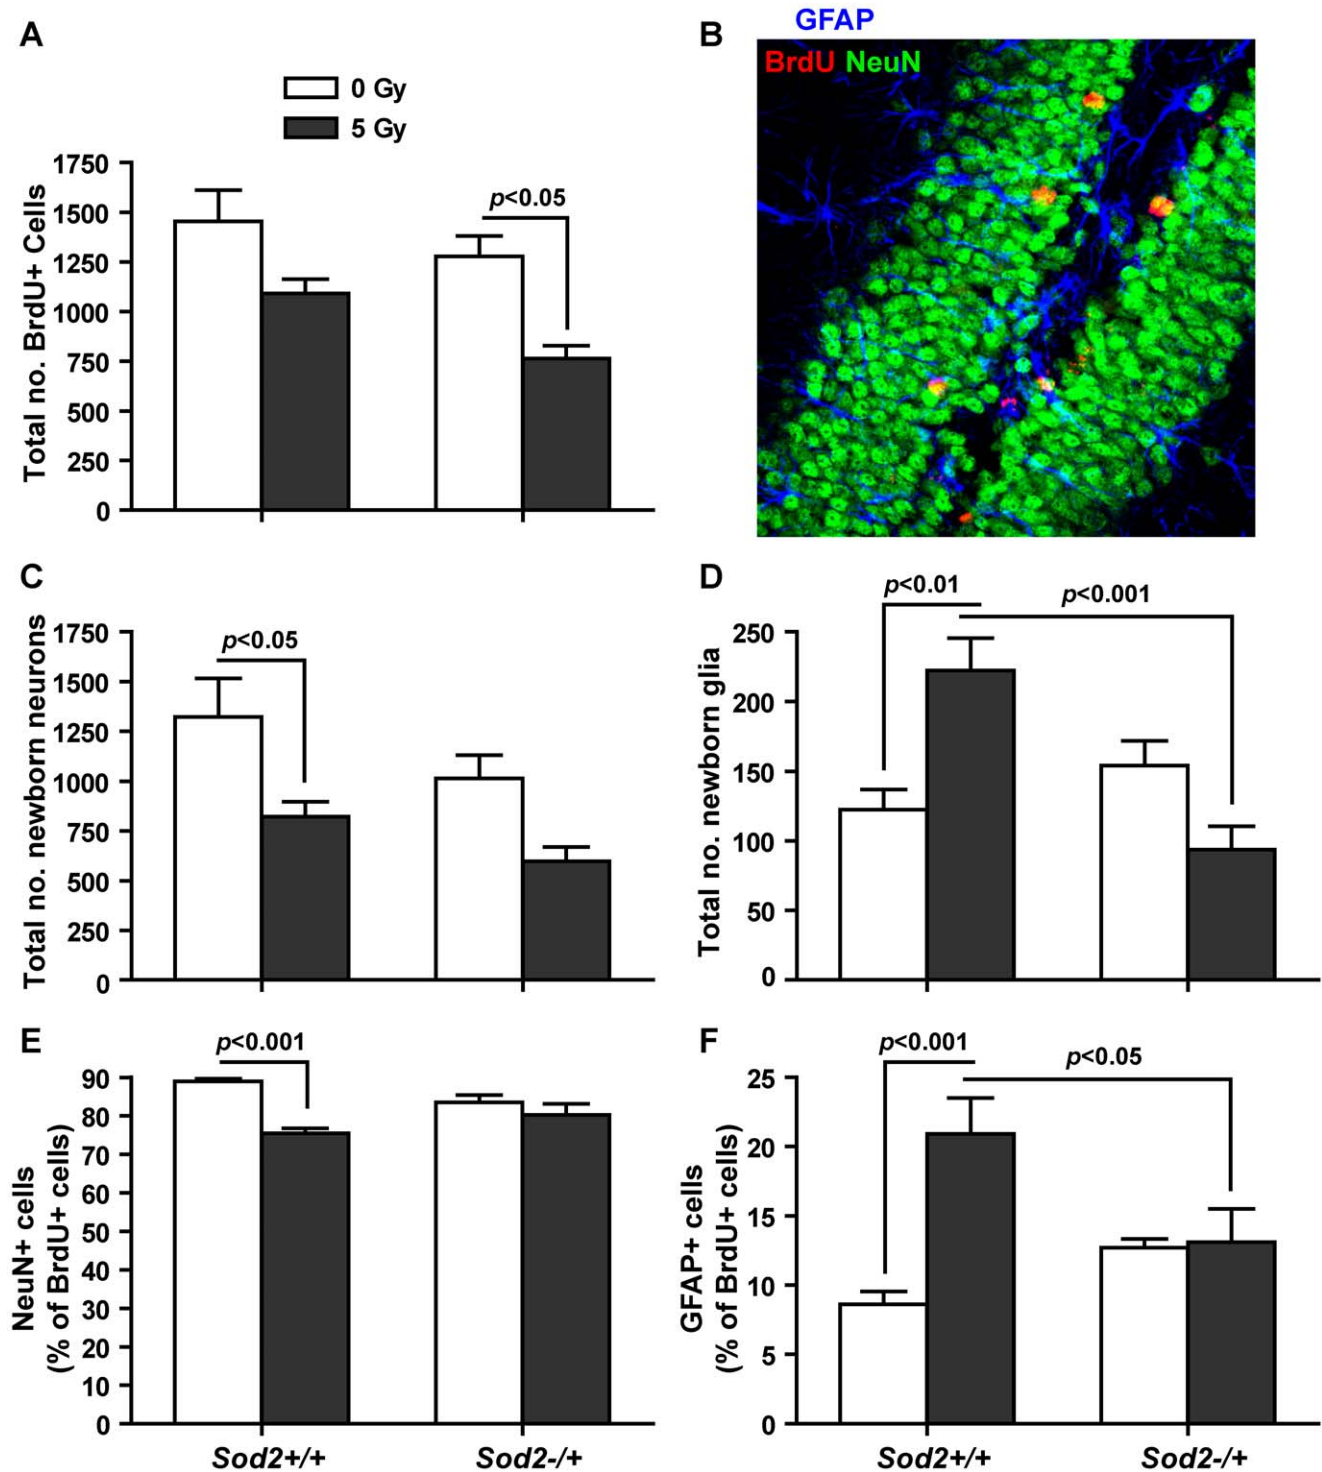 A
0 Gy
5 Gy
Total no. BrdU+ Cells
1750
1500
1250
1000
750
500
250
0
p<0.05
B
GFAP
BrdU NeuN
C
Total no. newborn neurons
1750
1500
1250
1000
750
500
250
0
p<0.05
D
Total no. newborn glia
250
200
150
100
50
0
p<0.01
p<0.001
E
NeuN+ cells
(% of BrdU+ cells)
90
80
70
60
50
40
30
20
10
0
p<0.001
Sod2+/+
Sod2-/+
F
GFAP+ cells
(% of BrdU+ cells)
25
20
15
10
5
0
p<0.001
p<0.05
Sod2+/+
Sod2-/+